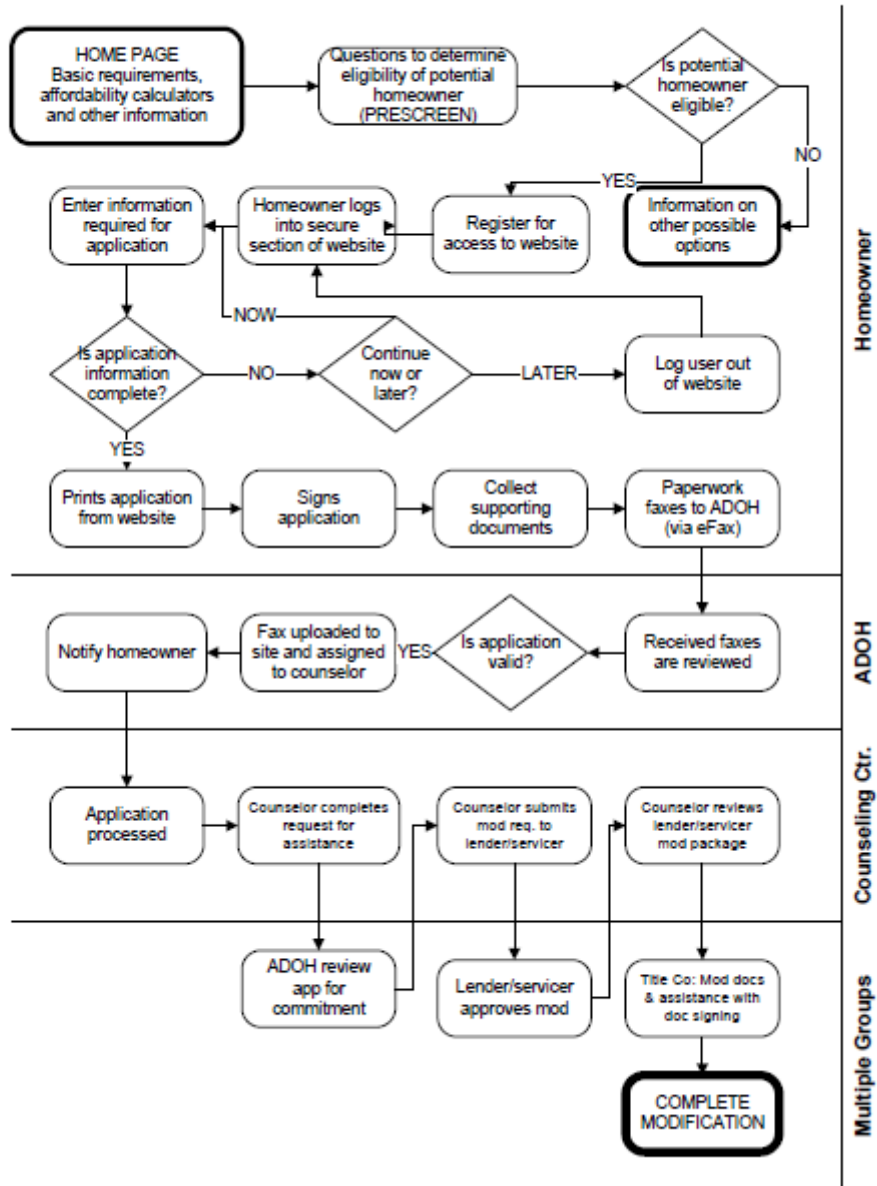 HOME PAGE
Basic requirements,
affordability calculators
and other information
Questions to determine
eligibility of potential
homeowner
(PRESCREEN)
Is potential
homeowner
eligible?
NO
YES
Enter information
required for
application
Homeowner logs
into secure
section of website
Register for
access to website
Information on
other possible
options
NOW
Is application
information
complete?
NO
Continue
now or
later?
LATER
Log user out
of website
YES
Prints application
from website
Signs
application
Collect
supporting
documents
Paperwork
faxes to ADOH
(via eFax)
Homeowner
Notify homeowner
Fax uploaded to
site and assigned
to counselor
YES
Is application
valid?
Received faxes
are reviewed
ADOH
Application
processed
Counselor completes
request for
assistance
Counselor submits
mod req. to
lender/servicer
Counselor reviews
lender/servicer
mod package
Counseling Ctr.
ADOH review
app for
commitment
Lender/servicer
approves mod
Title Co: Mod docs
& assistance with
doc signing
COMPLETE
MODIFICATION
Multiple Groups